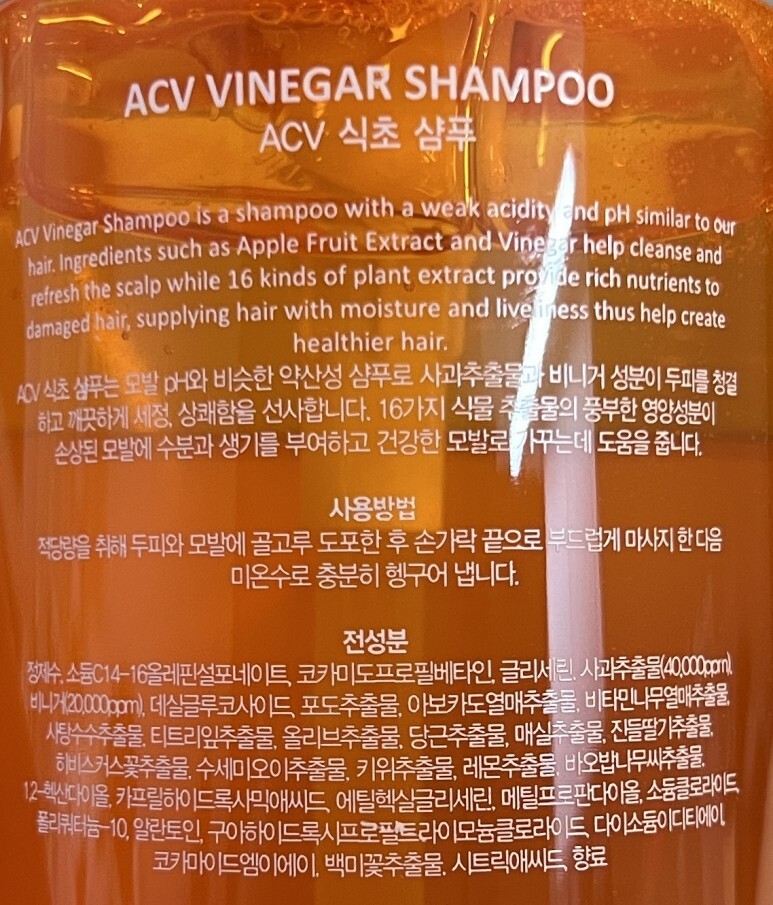 ACV VINEGAR SHAMPOO
ACV 식초 샴푸
ACV Vinegar Shampoo is a shampoo with a weak acidity and pH similar to our
hair. Ingredients such as Apple Fruit Extract and Vinegar help cleanse and
refresh the scalp while 16 kinds of plant extract provide rich nutrients to
damaged hair, supplying hair with moisture and liveliness thus help create
healthier hair.
ACV 식초 샴푸는 모발 pH와 비슷한 약산성 샴푸로 사과추출물과 비니거 성분이 두피를 청결
하고 깨끗하게 세정, 상쾌함을 선사합니다. 16가지 식물 추출물의 풍부한 영양성분이
손상된 모발에 수분과 생기를 부여하고 건강한 모발로 가꾸는데 도움을 줍니다.
사용방법
적당량을 취해 두피와 모발에 골고루 도포한 후 손가락 끝으로 부드럽게 마사지 한 다음
미온수로 충분히 헹구어 냅니다.
전성분
정제수, 소듐C14-16올레핀설포네이트, 코카미도프로필베타인, 글리세린, 사과추출물(40,000ppm),
비니거(20,000ppm), 데실글루코사이드, 포도추출물, 아보카도열매추출물, 비타민나무열매추출물,
사탕수수추출물, 티트리잎추출물, 올리브추출물, 당근추출물, 매실추출물, 진들딸기추출물,
히비스커스꽃추출물, 수세미오이추출물, 키위추출물, 레몬추출물, 바오밥나무씨추출물,
1,2-헥산다이올, 카프릴하이드록사믹애씨드, 에틸헥실글리세린, 메틸프로판다이올, 소듐클로라이드,
폴리쿼터늄-10, 알란토인, 구아하이드록시프로필트라이모늄클로라이드, 다이소듐이디티에이,
코카마이드엠이에이, 백미꽃추출물, 시트릭애씨드, 향료